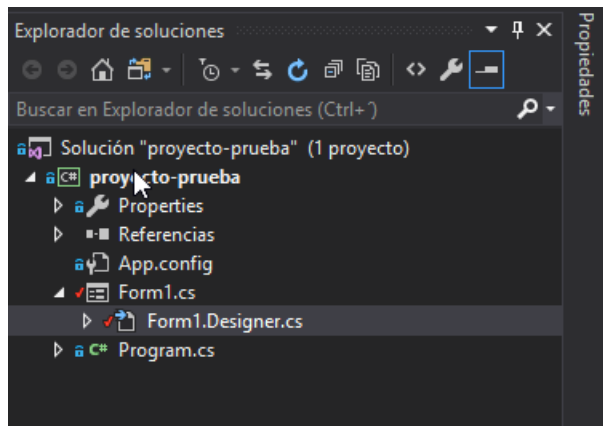 Explorador de soluciones
Propiedades
Buscar en Explorador de soluciones (Ctrl+´)
Solución "proyecto-prueba" (1 proyecto)
C# proyecto-prueba
Properties
Referencias
App.config
Form1.cs
Form1.Designer.cs
C# Program.cs